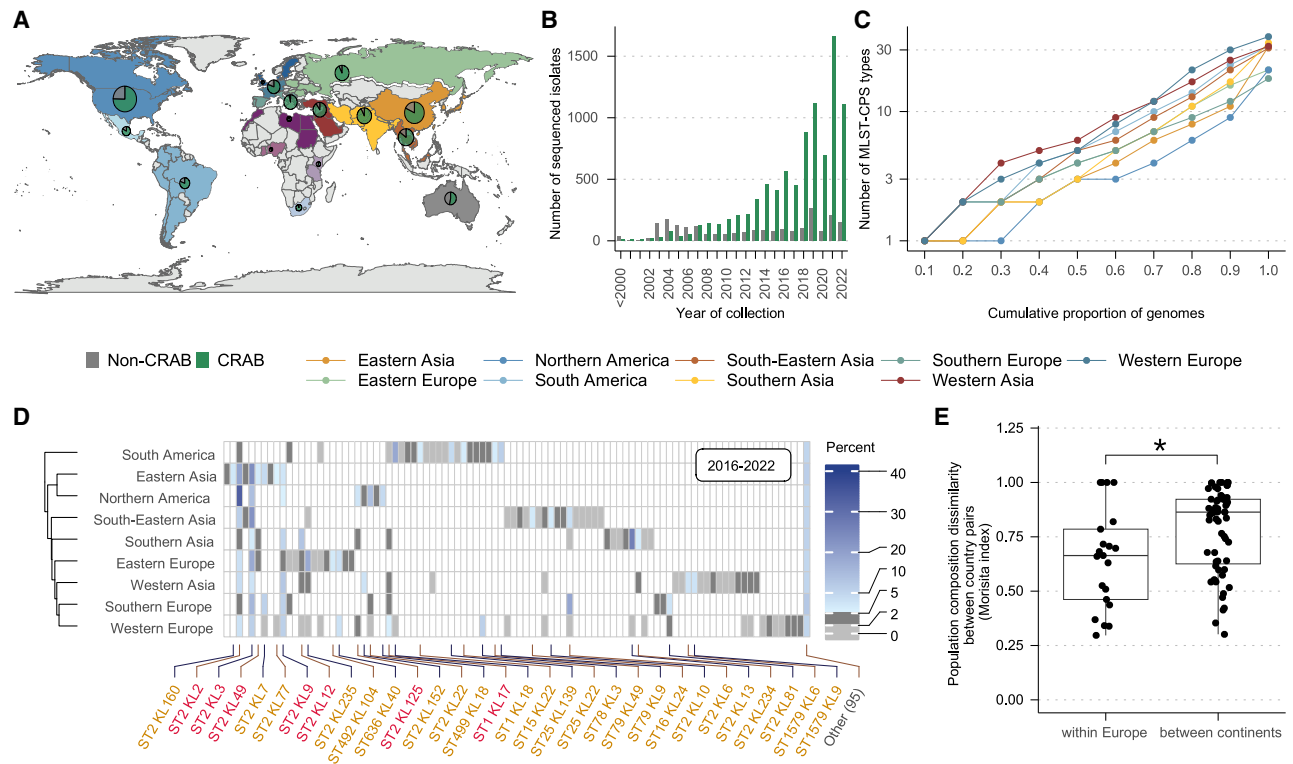 A
B
C
Number of sequenced isolates
1500
1000
500
0
<2000
2002
2004
2006
2008
2010
2012
2014
2016
2018
2020
2022
Year of collection
Number of MLST-CPS types
30
10
3
1
0.1 0.2 0.3 0.4 0.5 0.6 0.7 0.8 0.9 1.0
Cumulative proportion of genomes
Non-CRAB CRAB
Eastern Asia Northern America South-Eastern Asia Southern Europe Western Europe
Eastern Europe South America Southern Asia Western Asia
D
South America
Eastern Asia
Northern America
South-Eastern Asia
Southern Asia
Eastern Europe
Western Asia
Southern Europe
Western Europe
2016-2022
Percent
40
30
20
10
5
2
0
ST2 KL160
ST2 KL2
ST2 KL3
ST2 KL49
ST2 KL7
ST2 KL77
ST2 KL9
ST2 KL12
ST2 KL235
ST492 KL104
ST636 KL40
ST2 KL125
ST2 KL152
ST2 KL22
ST499 KL18
ST1 KL17
ST1 KL18
ST15 KL22
ST25 KL139
ST25 KL22
ST78 KL3
ST79 KL49
ST79 KL9
ST16 KL24
ST2 KL10
ST2 KL6
ST2 KL13
ST2 KL234
ST2 KL81
ST1579 KL6
ST1579 KL9
Other (95)
E
Population composition dissimilarity
between country pairs
(Morisita index)
1.25
1.00
0.75
0.50
0.25
0.00
*
within Europe between continents